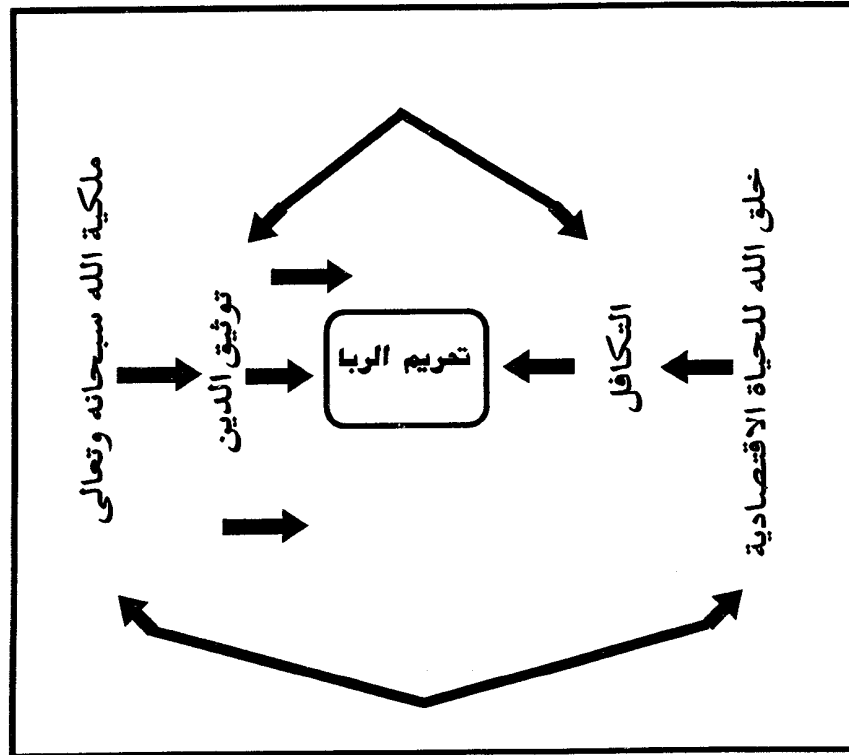 خلق الله للحياة الاقتصادية
التكافل
تحريم الربا
توثيق الدين
ملكية الله سبحانه وتعالى